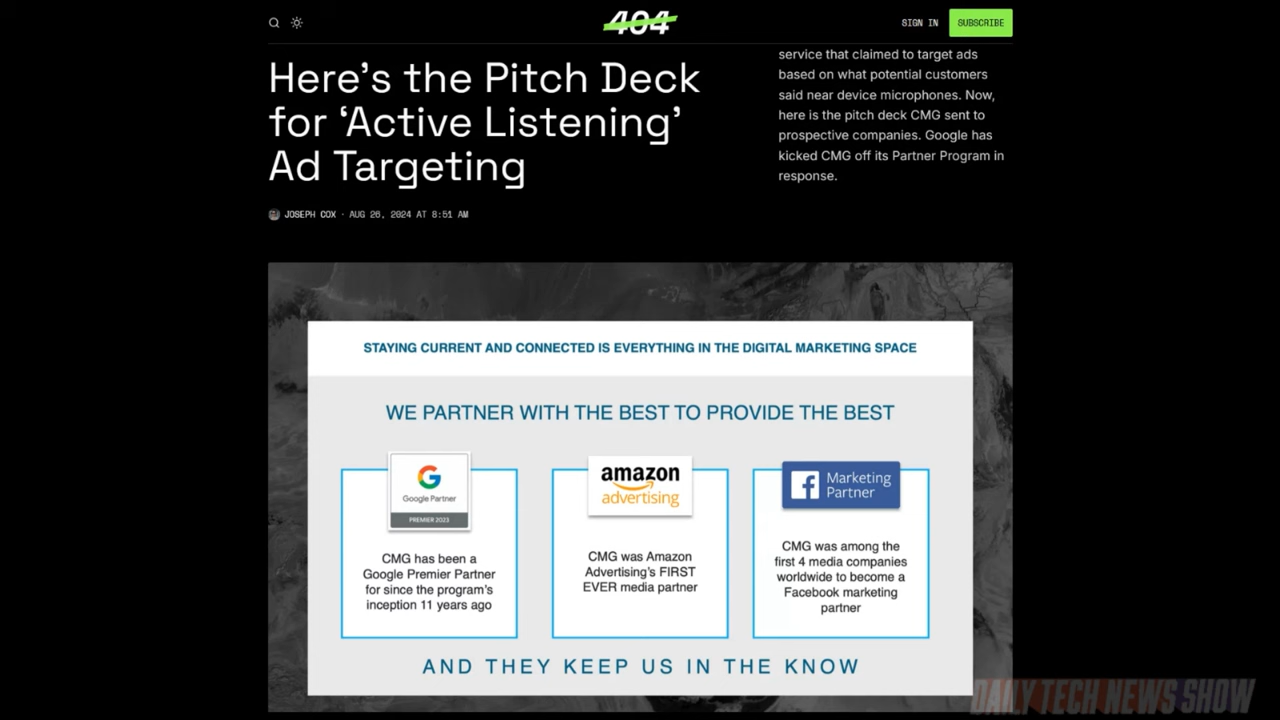 404
SIGN IN
SUBSCRIBE
Here's the Pitch Deck
for ‘Active Listening’
Ad Targeting
JOSEPH COX · AUG 26, 2024 AT 8:51 AM
service that claimed to target ads
based on what potential customers
said near device microphones. Now,
here is the pitch deck CMG sent to
prospective companies. Google has
kicked CMG off its Partner Program in
response.
STAYING CURRENT AND CONNECTED IS EVERYTHING IN THE DIGITAL MARKETING SPACE
WE PARTNER WITH THE BEST TO PROVIDE THE BEST
Google Partner
PREMIER 2023
CMG has been a
Google Premier Partner
for since the program's
inception 11 years ago
amazon
advertising
CMG was Amazon
Advertising's FIRST
EVER media partner
Marketing
Partner
CMG was among the
first 4 media companies
worldwide to become a
Facebook marketing
partner
AND THEY KEEP US IN THE KNOW
DAILY TECH NEWS SHOW